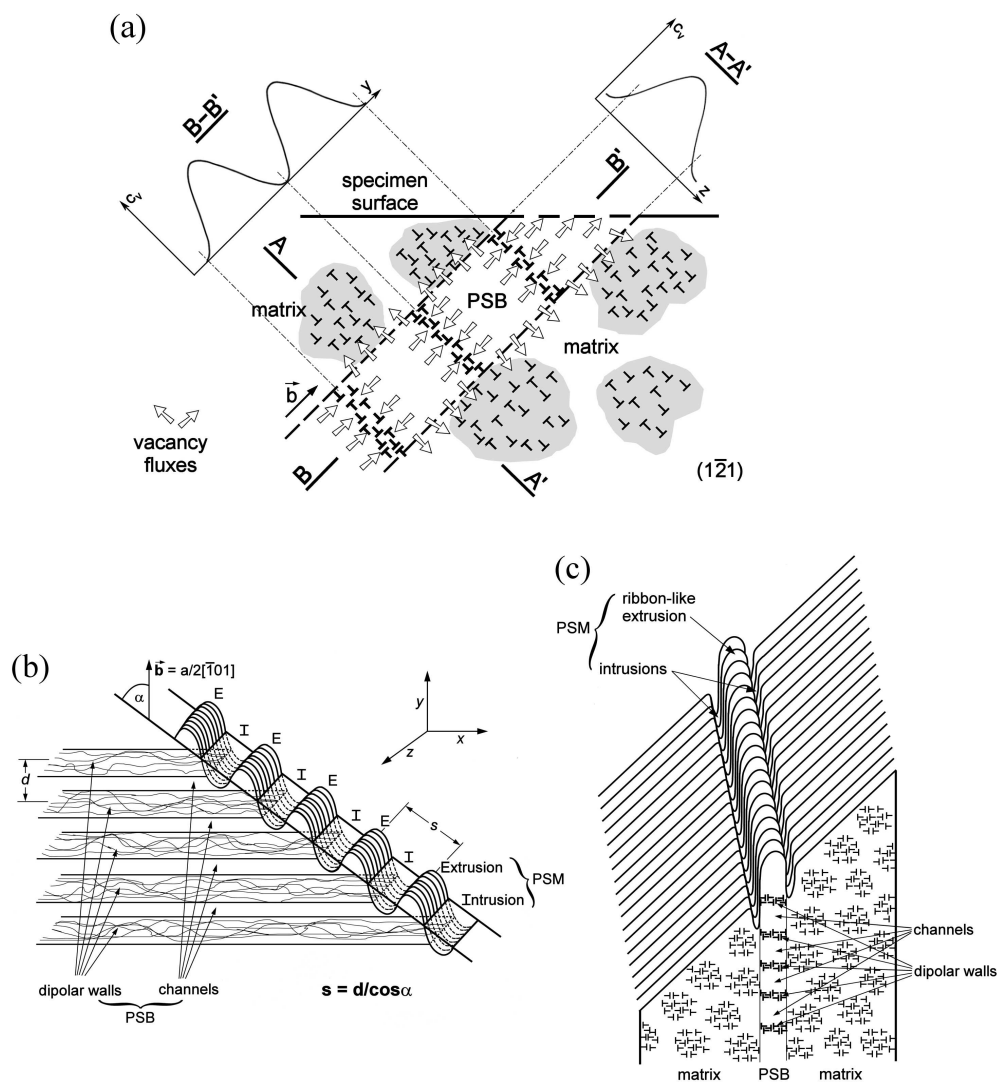 (a)
c_v
A–A'
B–B'
y
z
c_v
B'
specimen
surface
A
PSB
matrix
matrix
b⃗
vacancy
fluxes
B
A'
(12̄1)
(c)
ribbon-like
extrusion
PSM
intrusions
channels
dipolar walls
matrix
PSB
matrix
(b)
b⃗ = a/2[1̄01]
α
E
I
E
I
E
I
E
I
E
y
x
z
d
s
Extrusion
PSM
Intrusion
dipolar walls
channels
PSB
s = d/cosα